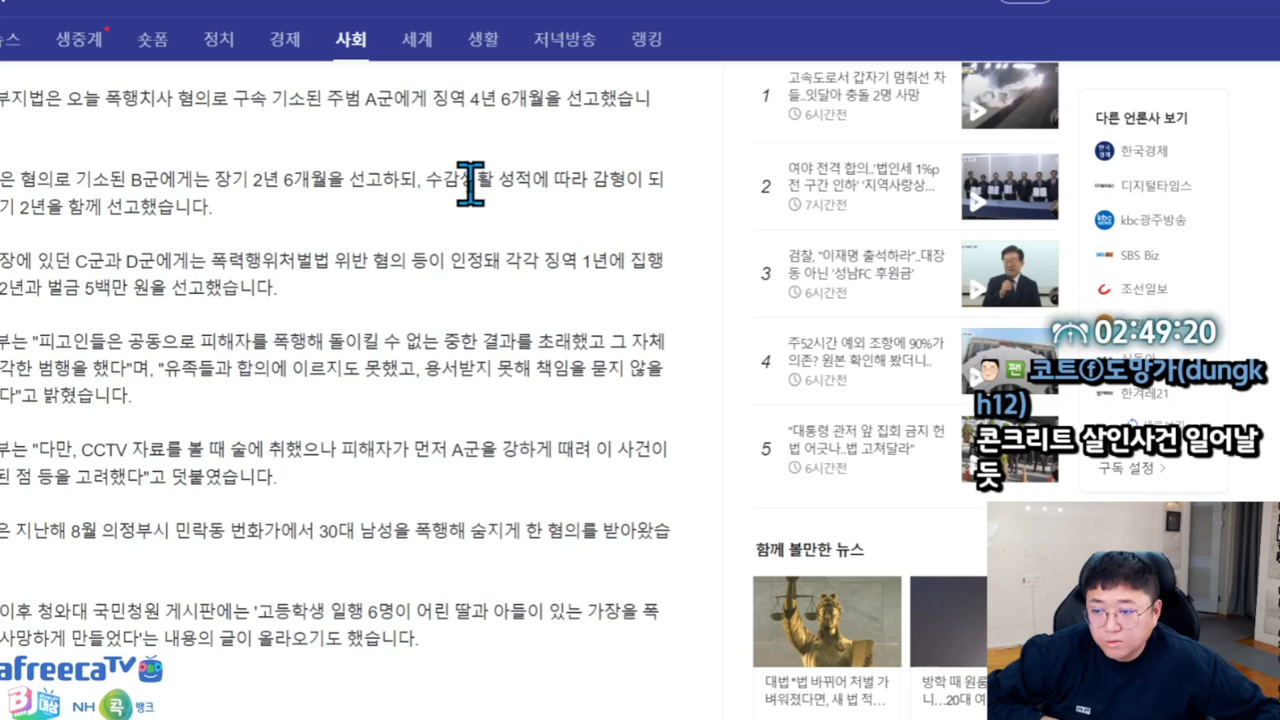 뉴스 생중계 숏폼 정치 경제 사회 세계 생활 저녁방송 랭킹
부지법은 오늘 폭행치사 혐의로 구속 기소된 주범 A군에게 징역 4년 6개월을 선고했습니
은 혐의로 기소된 B군에게는 장기 2년 6개월을 선고하되, 수감생활 성적에 따라 감형이 되
기 2년을 함께 선고했습니다.
장에 있던 C군과 D군에게는 폭력행위처벌법 위반 혐의 등이 인정돼 각각 징역 1년에 집행
2년과 벌금 5백만 원을 선고했습니다.
부는 "피고인들은 공동으로 피해자를 폭행해 돌이킬 수 없는 중한 결과를 초래했고 그 자체
각한 범행을 했다"며, "유족들과 합의에 이르지도 못했고, 용서받지 못해 책임을 묻지 않을
다"고 밝혔습니다.
부는 "다만, CCTV 자료를 볼 때 술에 취했으나 피해자가 먼저 A군을 강하게 때려 이 사건이
된 점 등을 고려했다"고 덧붙였습니다.
은 지난해 8월 의정부시 민락동 번화가에서 30대 남성을 폭행해 숨지게 한 혐의를 받아왔습
이후 청와대 국민청원 게시판에는 '고등학생 일행 6명이 어린 딸과 아들이 있는 가장을 폭
사망하게 만들었다'는 내용의 글이 올라오기도 했습니다.
afreecaTV
BJ대상 NH 콕 뱅크
1 고속도로서 갑자기 멈춰선 차
들..잇달아 충돌 2명 사망
6시간전
2 여야 전격 합의..'법인세 1%p
전 구간 인하' '지역사랑상...
7시간전
3 검찰, "이재명 출석하라"..대장
동 아닌 '성남FC 후원금'
6시간전
4 주52시간 예외 조항에 90%가
의존? 원본 확인해 봤더니..
6시간전
5 "대통령 관저 앞 집회 금지 헌
법 어긋나..법 고쳐달라"
6시간전
함께 볼만한 뉴스
대법 "법 바뀌어 처벌 가
벼워졌다면, 새 법 적...
방학 때 원룸
니...20대 여
다른 언론사 보기
한국경제
디지털타임스
kbc광주방송
SBS Biz
조선일보
한겨레21
구독 설정
02:49:20
팬 코트ⓕ도망가(dungk
h12)
콘크리트 살인사건 일어날
듯